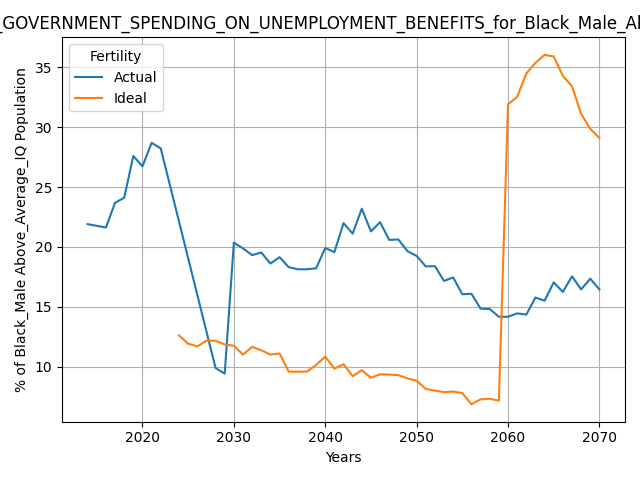 _GOVERNMENT_SPENDING_ON_UNEMPLOYMENT_BENEFITS_for_Black_Male_A
Fertility
Actual
Ideal
% of Black_Male Above_Average_IQ Population
35
30
25
20
15
10
2020
2030
2040
2050
2060
2070
Years